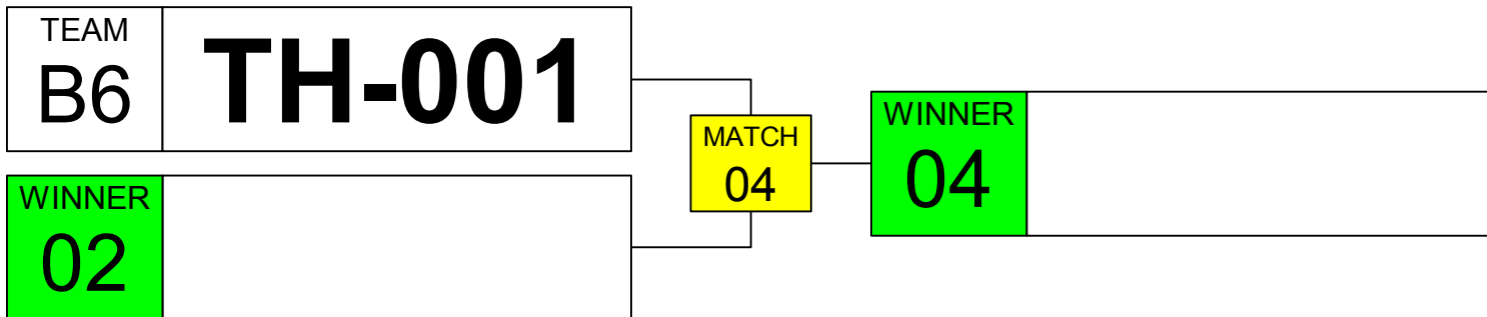 TEAM
B6
TH-001
WINNER
02
MATCH
04
WINNER
04